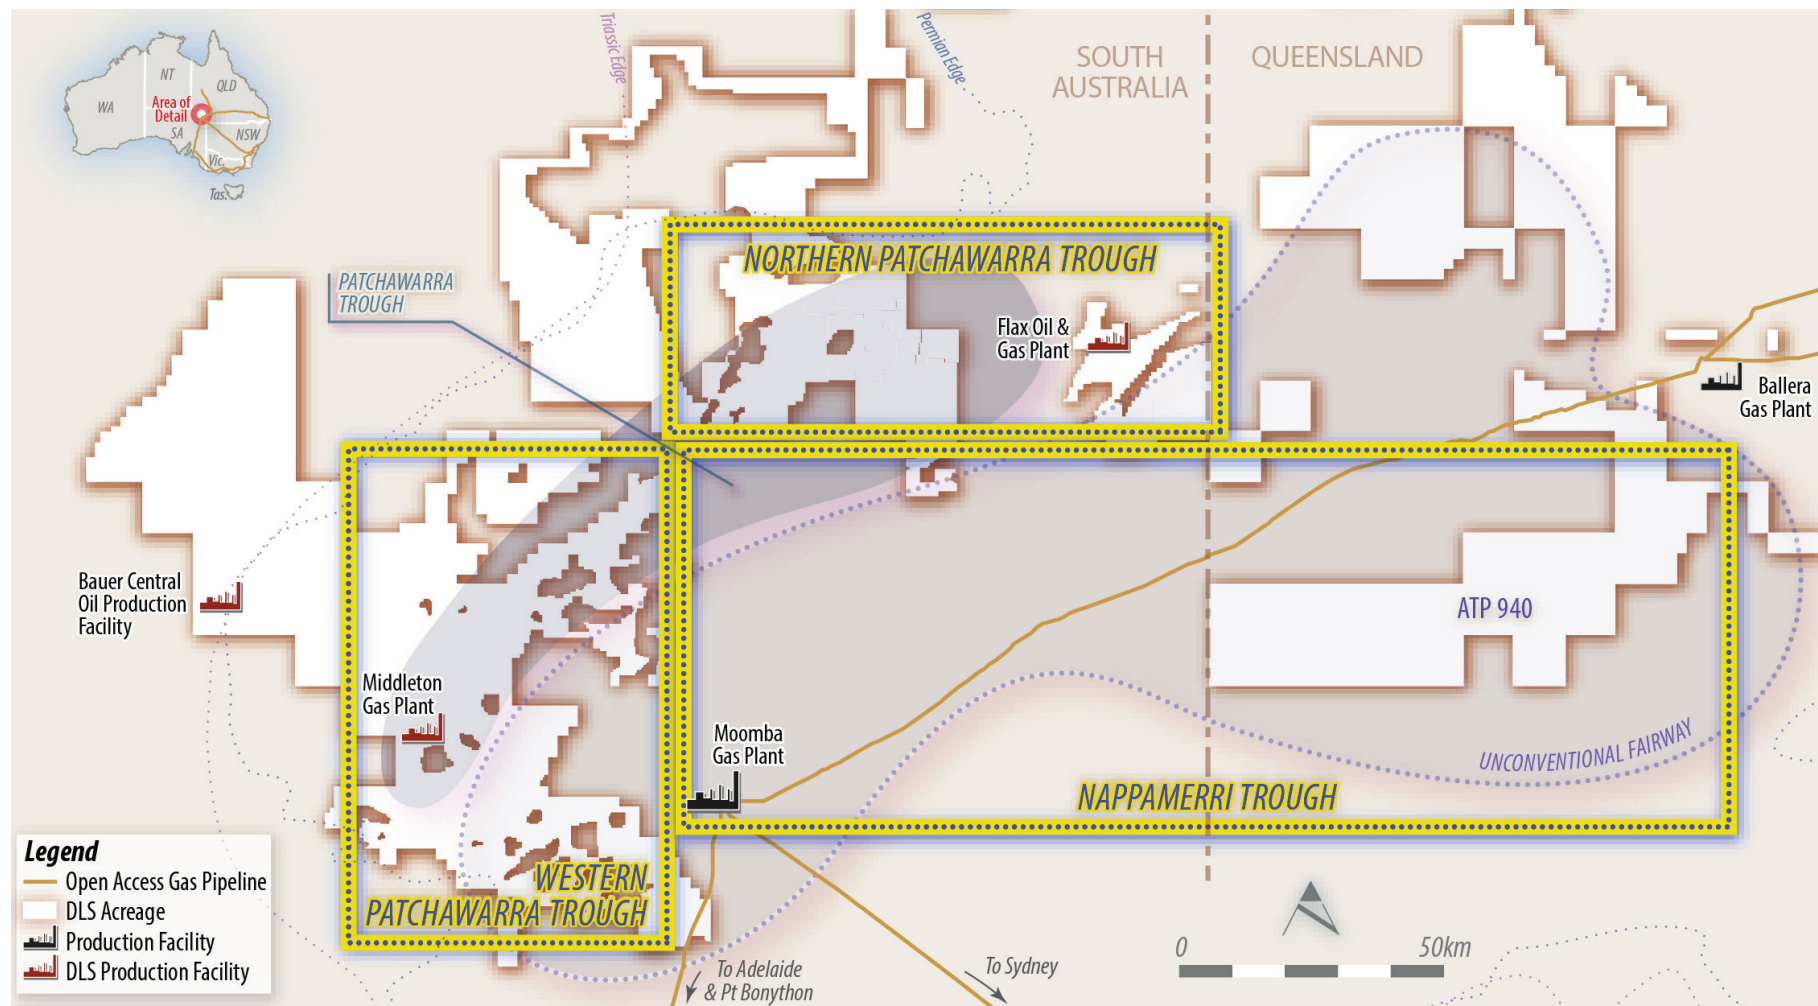 WA
NT
QLD
Area of
Detail
SA
NSW
Vic.
Tas.
Triassic Edge
Permian Edge
SOUTH
AUSTRALIA
QUEENSLAND
PATCHAWARRA
TROUGH
NORTHERN PATCHAWARRA TROUGH
Flax Oil &
Gas Plant
Ballera
Gas Plant
Bauer Central
Oil Production
Facility
ATP 940
Middleton
Gas Plant
Moomba
Gas Plant
UNCONVENTIONAL FAIRWAY
NAPPAMERRI TROUGH
WESTERN
PATCHAWARRA TROUGH
Legend
Open Access Gas Pipeline
DLS Acreage
Production Facility
DLS Production Facility
To Adelaide
& Pt Bonython
To Sydney
0
50km